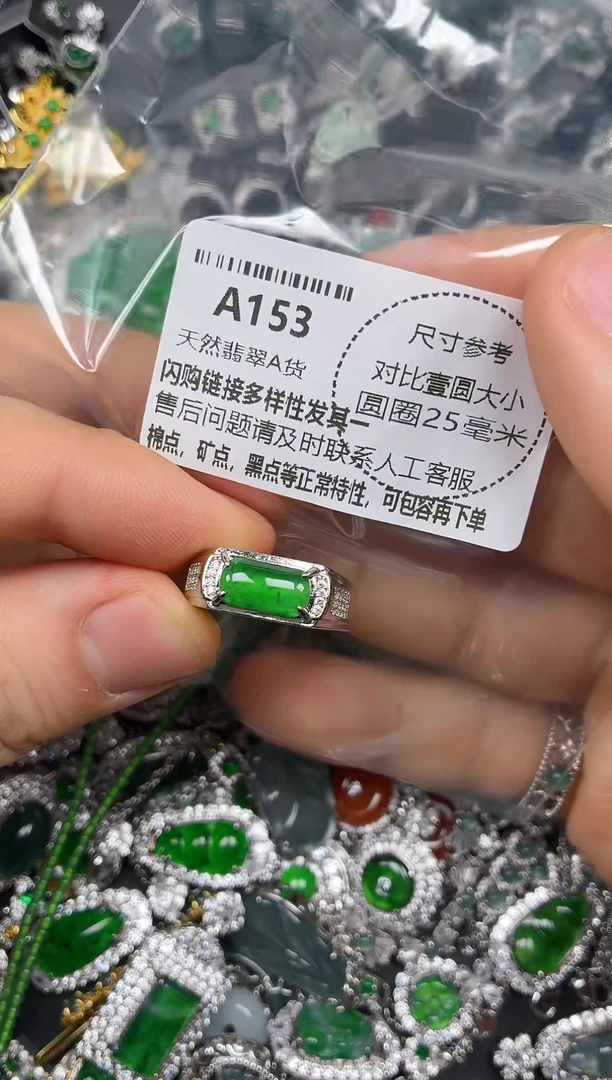 A153
天然翡翠A货
闪购链接多样性发其一
售后问题请及时联系人工客服
棉点，矿点，黑点等正常特性，可包容再下单
尺寸参考
对比壹圆大小
圆圈25毫米